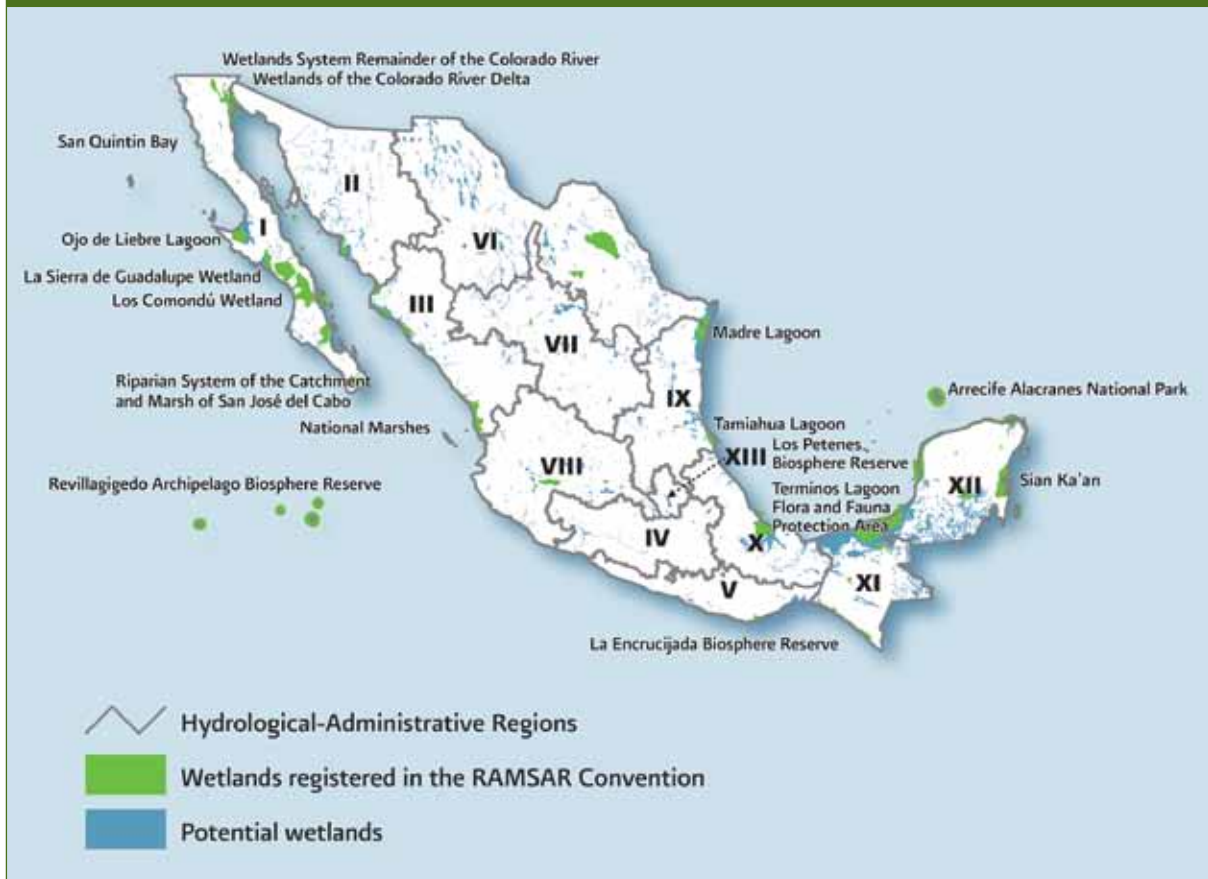 Wetlands System Remainder of the Colorado River
Wetlands of the Colorado River Delta
San Quintin Bay
II
I
VI
Ojo de Liebre Lagoon
La Sierra de Guadalupe Wetland
Los Comondú Wetland
III
VII
Madre Lagoon
Riparian System of the Catchment
and Marsh of San José del Cabo
Arrecife Alacranes National Park
IX
National Marshes
Tamiahua Lagoon
XIII
Los Petenes
Biosphere Reserve
VIII
Revillagigedo Archipelago Biosphere Reserve
Terminos Lagoon
Flora and Fauna
Protection Area
XII
Sian Ka'an
IV
X
V
XI
La Encrucijada Biosphere Reserve
Hydrological-Administrative Regions
Wetlands registered in the RAMSAR Convention
Potential wetlands